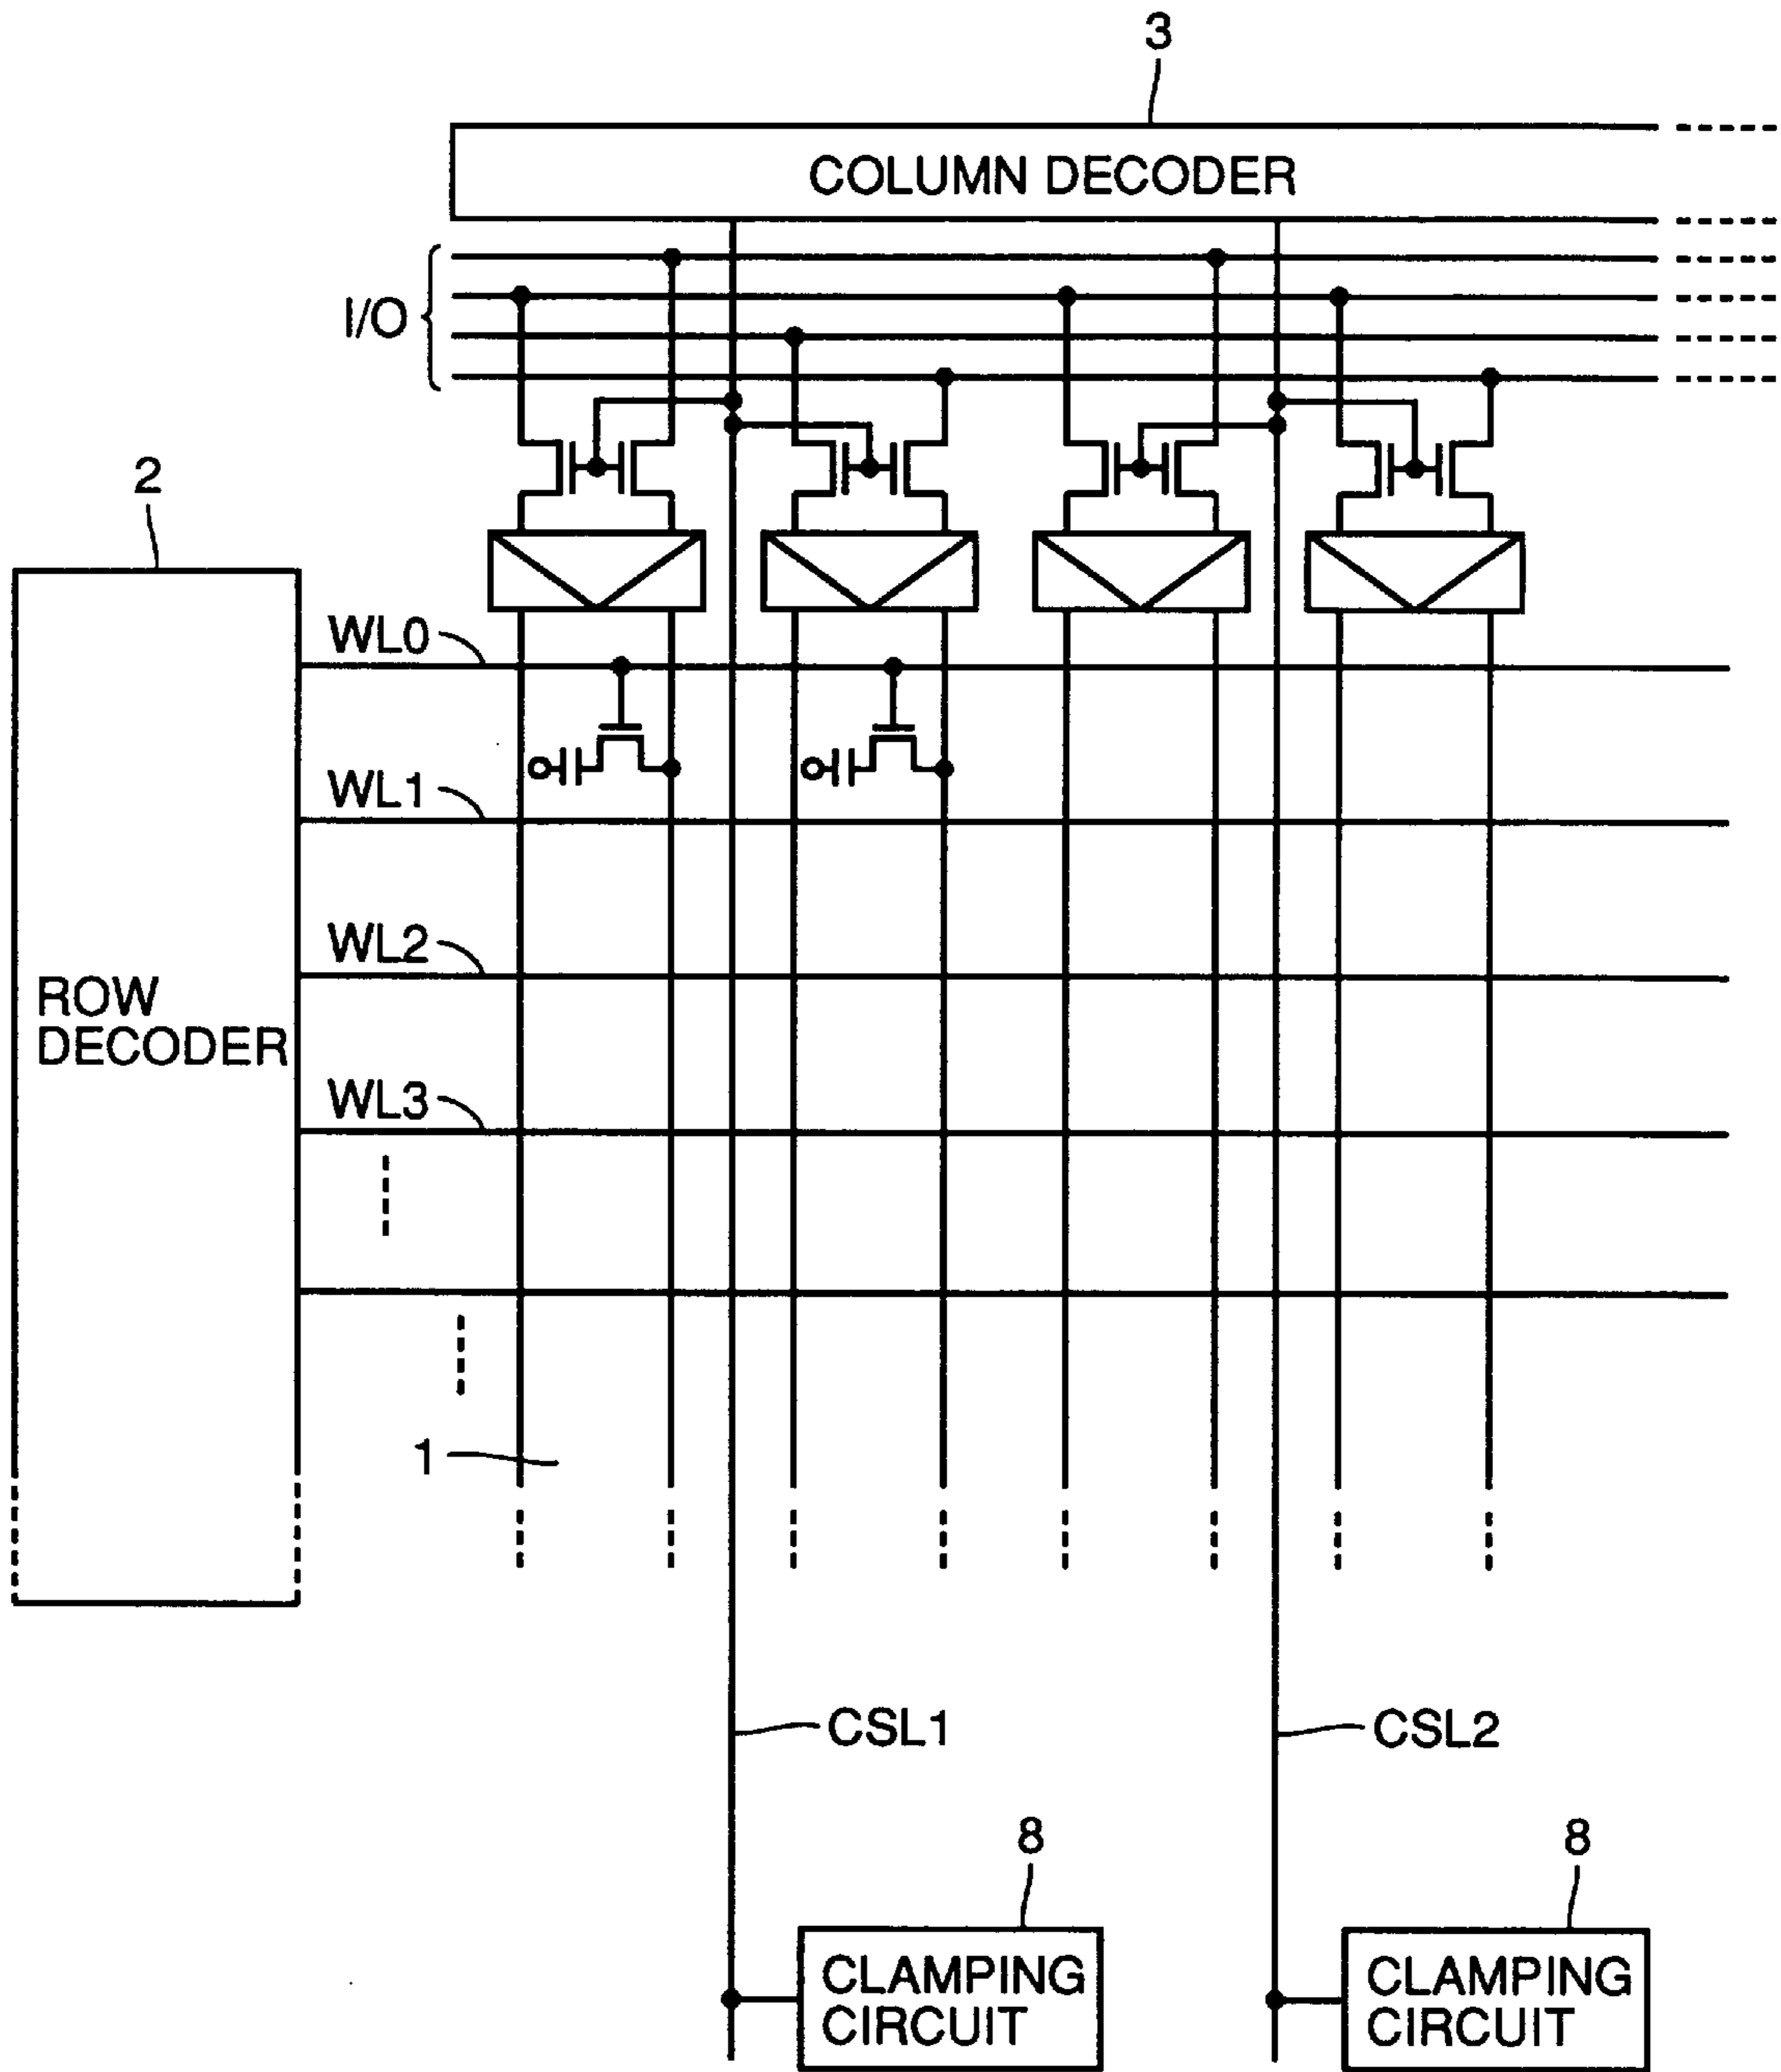 3
COLUMN DECODER
I/O
2
WL0
WL1
WL2
ROW
DECODER
WL3
1
CSL1
CSL2
8
8
CLAMPING
CIRCUIT
CLAMPING
CIRCUIT